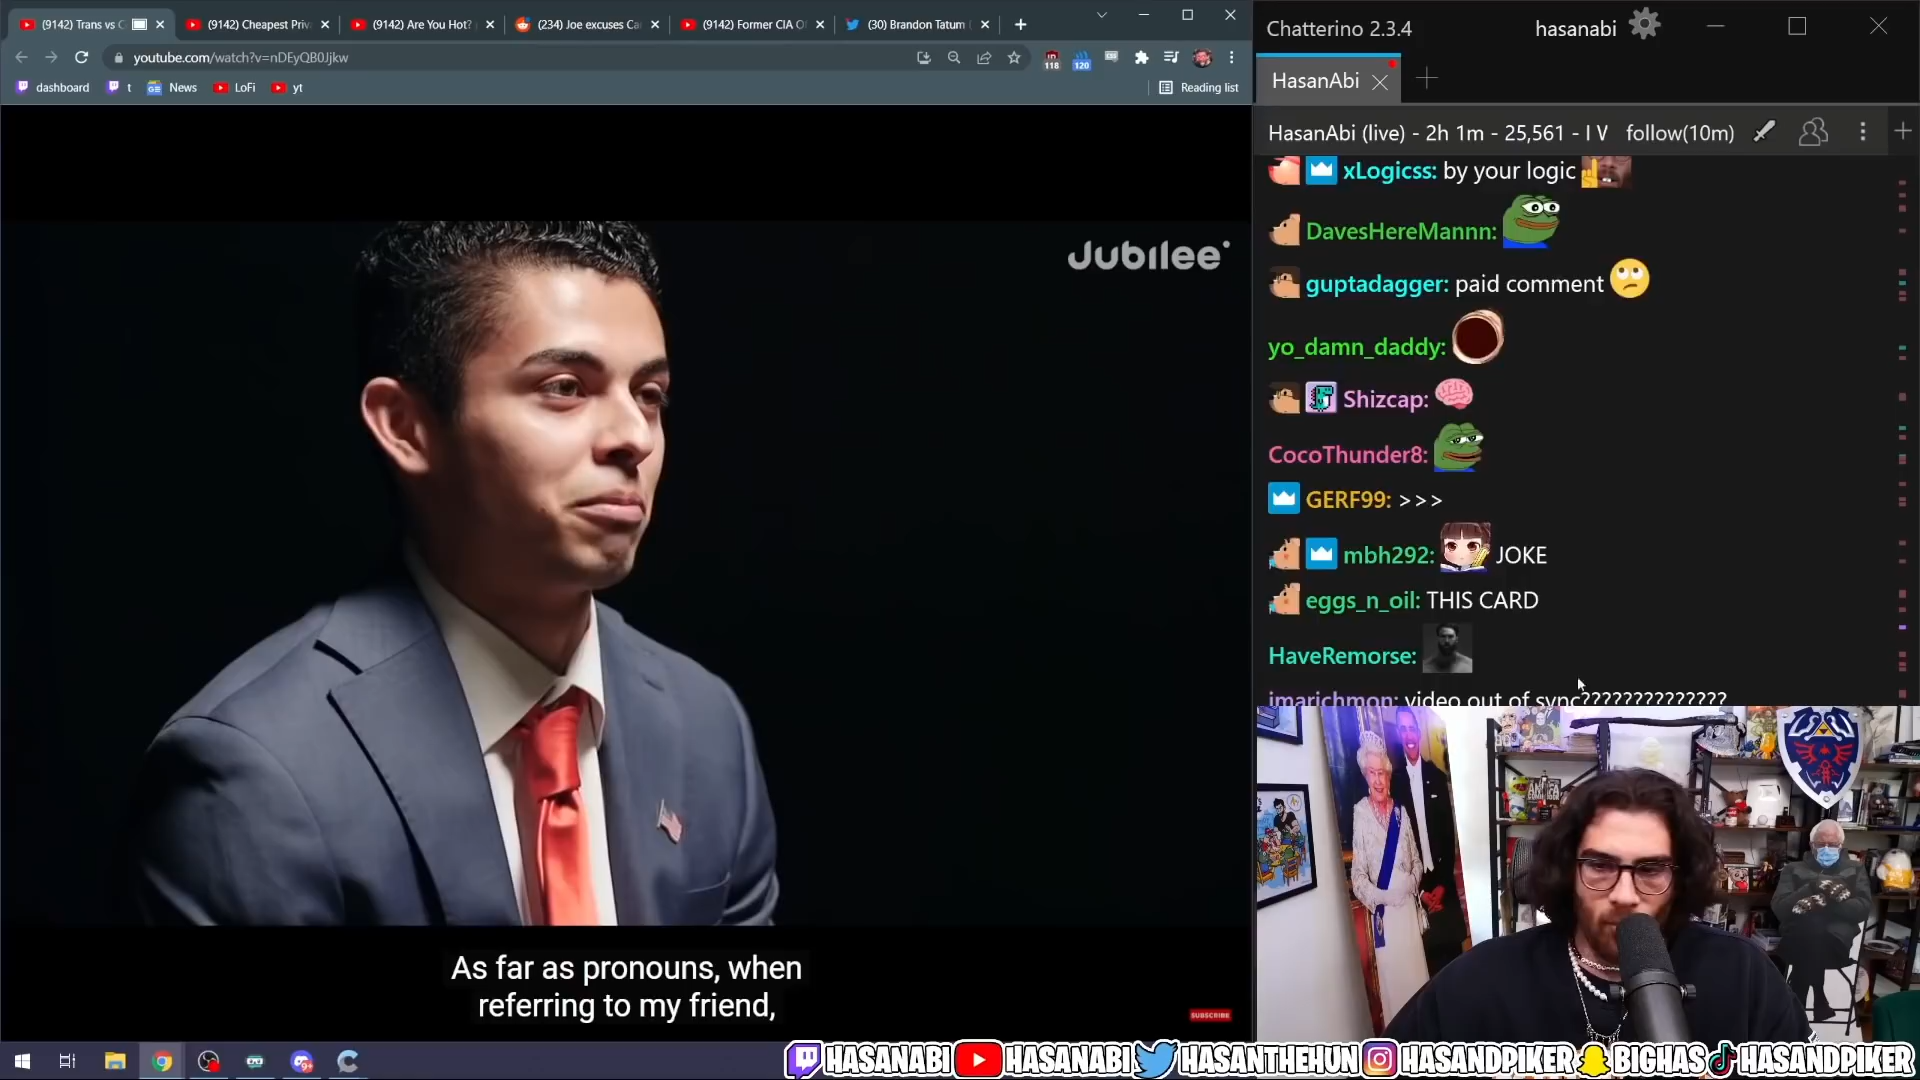 (9142) Trans vs C
(9142) Cheapest Priv
(9142) Are You Hot?
(234) Joe excuses Ca
(9142) Former CIA O
(30) Brandon Tatum
youtube.com/watch?v=nDEyQB0Jjkw
118
120
dashboard
t
News
LoFi
yt
Reading list
Jubilee
As far as pronouns, when
referring to my friend,
SUBSCRIBE
Chatterino 2.3.4
hasanabi
HasanAbi
HasanAbi (live) - 2h 1m - 25,561 - I V
follow(10m)
xLogicss: by your logic
DavesHereMannn:
guptadagger: paid comment
yo_damn_daddy:
Shizcap:
CocoThunder8:
GERF99: >>>
mbh292: JOKE
eggs_n_oil: THIS CARD
HaveRemorse:
imarichmon: video out of sync??????????????
HASANABI HASANABI HASANTHEHUN HASANDPIKER BIGHAS HASANDPIKER